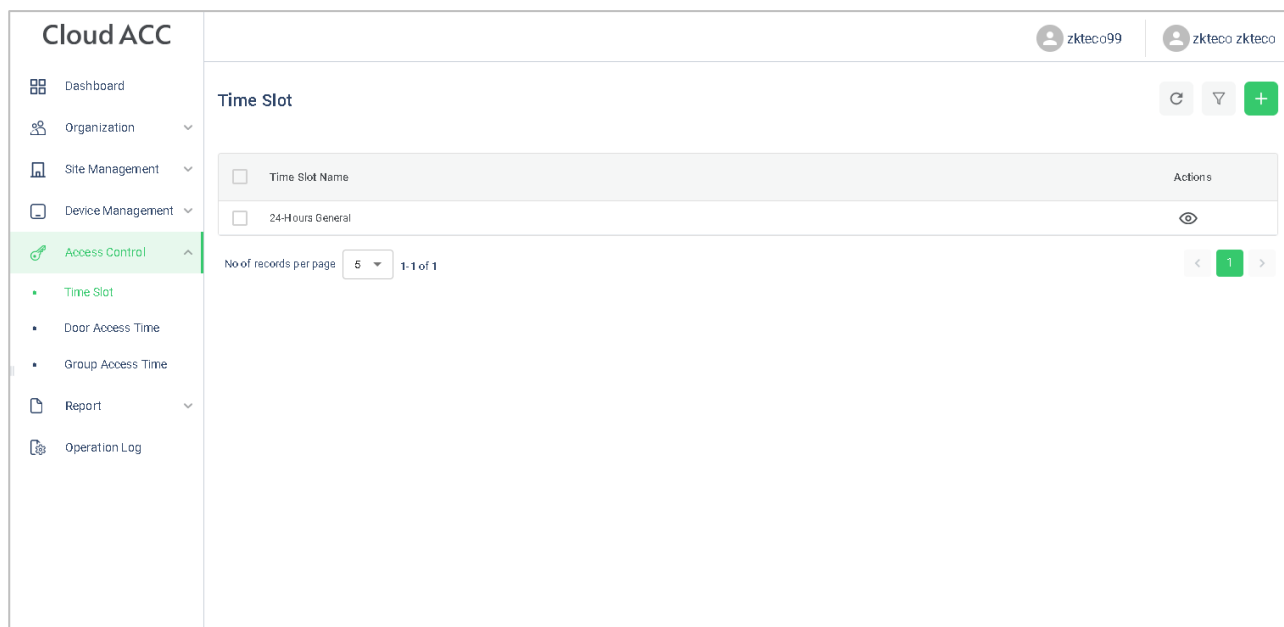 Cloud ACC
zkteco99
zkteco zkteco
Dashboard
Organization
Site Management
Device Management
Access Control
Time Slot
Door Access Time
Group Access Time
Report
Operation Log
Time Slot
Time Slot Name
Actions
24-Hours General
No of records per page
5
1-1 of 1
1